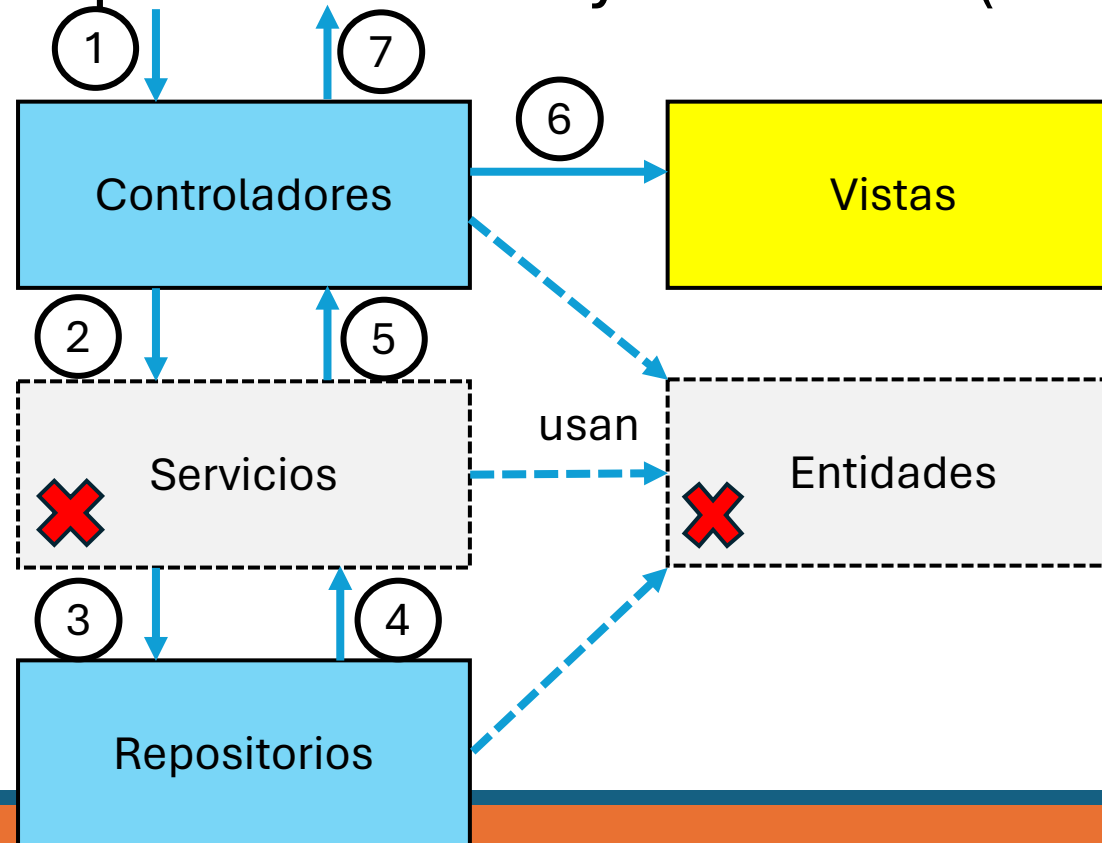 1
7
6
Controladores
Vistas
2
5
usan
Servicios
Entidades
3
4
Repositorios